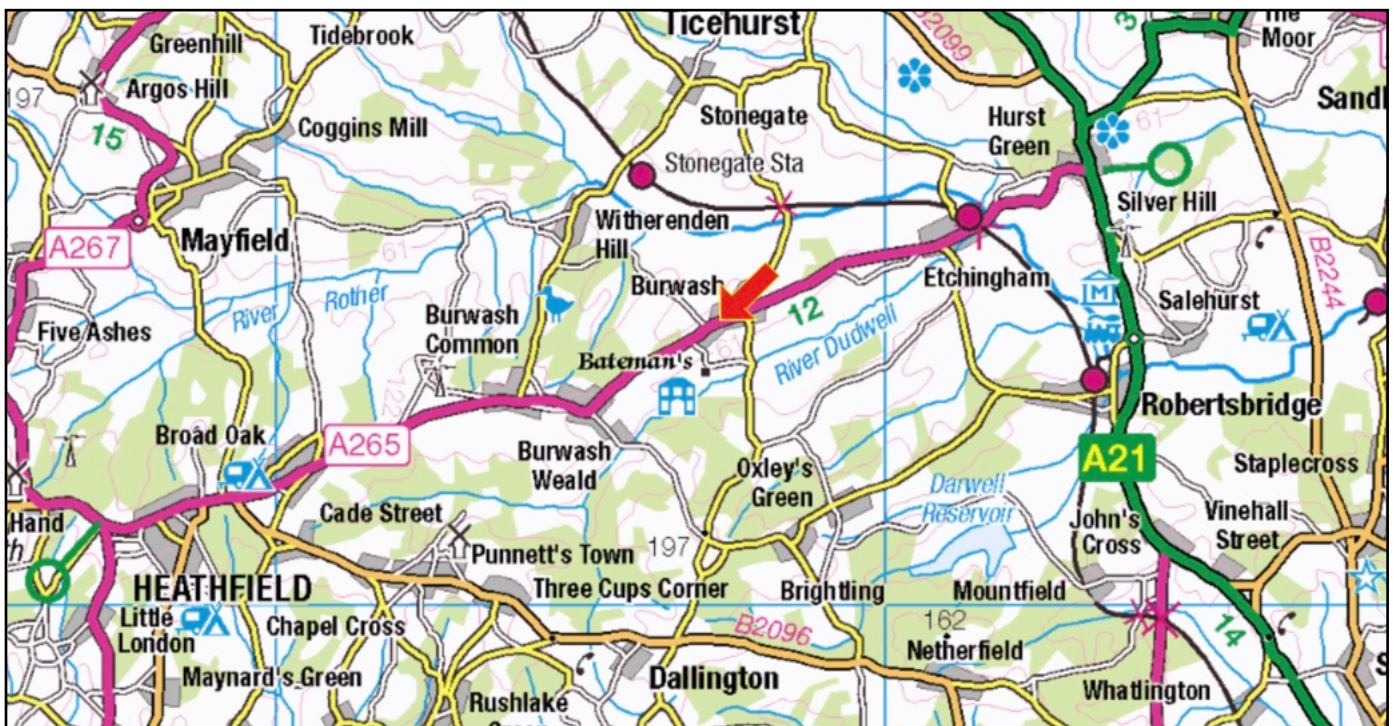 Ticehurst
The
Moor
Greenhill
Tidebrook
B2099
3
197
Argos Hill
Stonegate
Sandh
15
Coggins Mill
Hurst
Green
61
Stonegate Sta
Silver Hill
A267
Mayfield
61
Witherenden
Hill
B2244
Etchingham
Burwash
River
Rother
Burwash
Common
12
Salehurst
Five Ashes
Bateman's
61
River Dudwell
122
Robertsbridge
Broad Oak
A265
Burwash
Weald
Oxley's
Green
A21
Staplecross
Darwell
Reservoir
Hand
th
Cade Street
John's
Cross
Vinehall
Street
Punnett's Town
197
HEATHFIELD
Three Cups Corner
Brightling
Mountfield
Little
London
Chapel Cross
B2096
162
Netherfield
14
Maynard's Green
Dallington
Whatlington
Rushlake